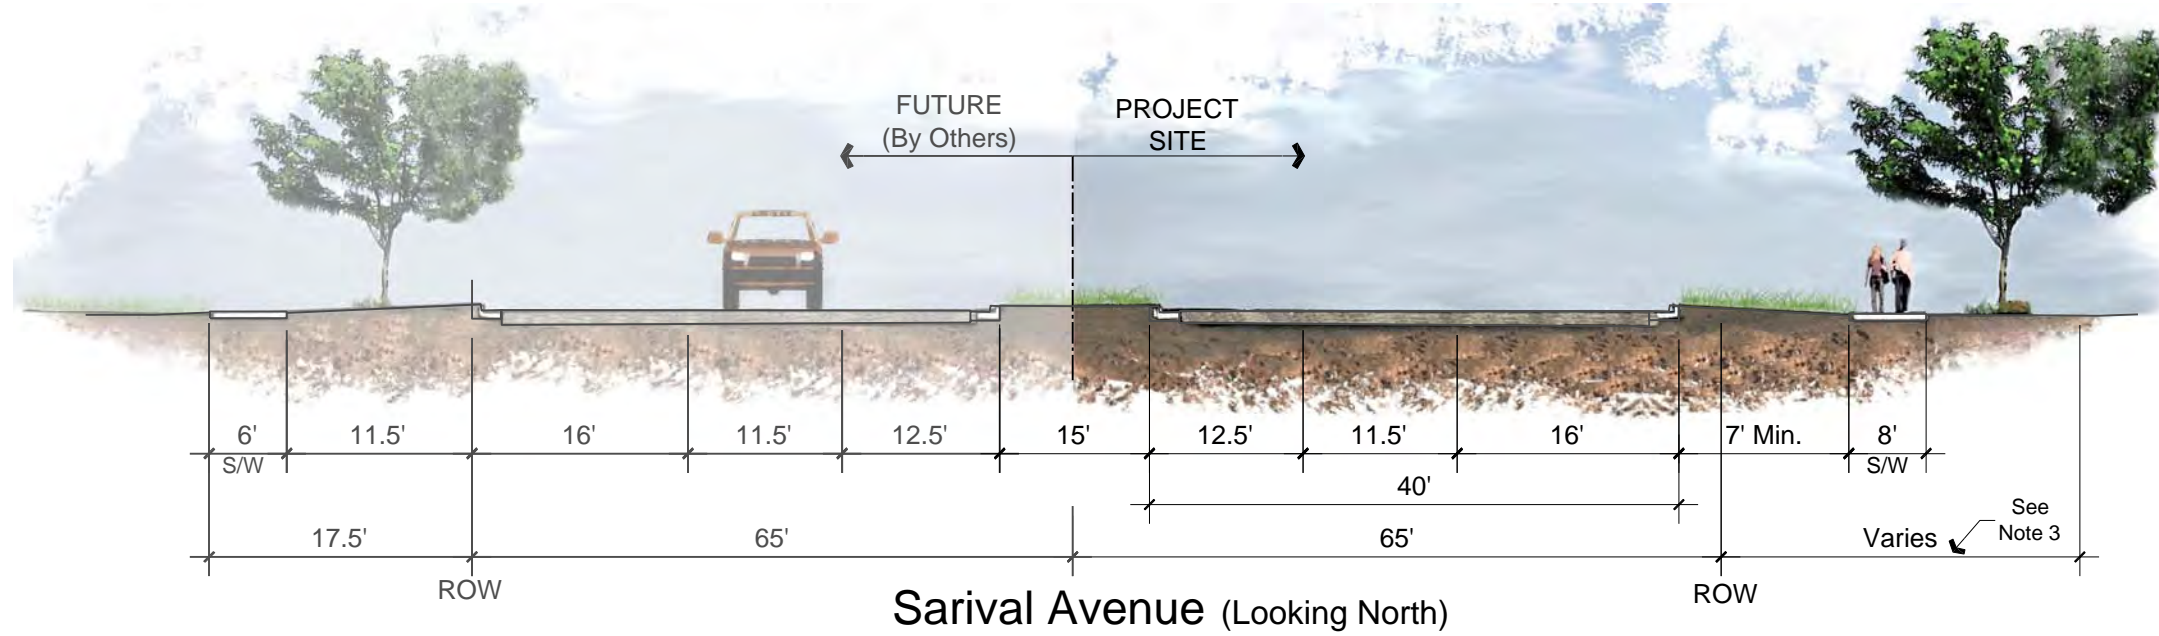 FUTURE
(By Others)
PROJECT
SITE
6' 11.5' 16' 11.5' 12.5' 15' 12.5' 11.5' 16' 7' Min. 8'
S/W S/W
40'
See
Note 3
17.5' 65' 65' Varies
ROW ROW
Sarival Avenue (Looking North)